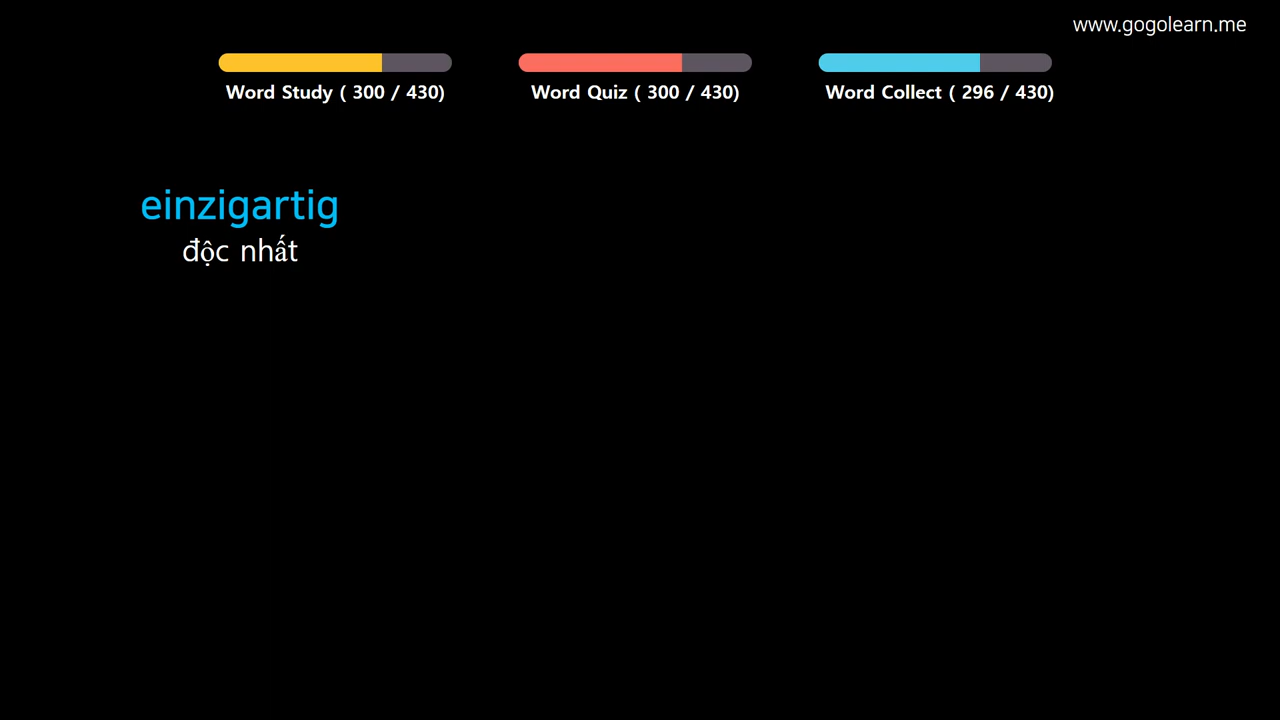 www.gogolearn.me
Word Study ( 300 / 430)
Word Quiz ( 300 / 430)
Word Collect ( 296 / 430)
einzigartig
độc nhất